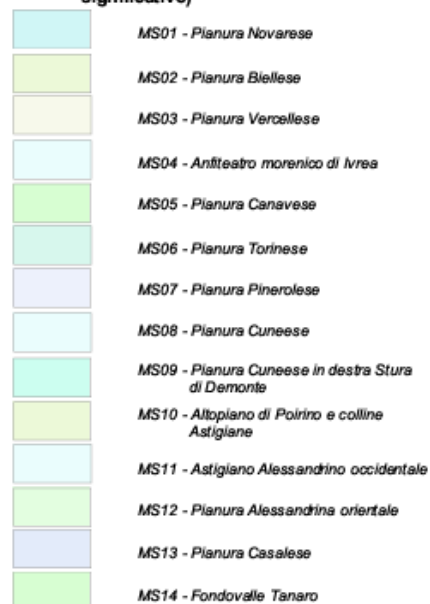 significativo)
MS01 - Pianura Novarese
MS02 - Pianura Biellese
MS03 - Pianura Vercellese
MS04 - Anfiteatro morenico di Ivrea
MS05 - Pianura Canavese
MS06 - Pianura Torinese
MS07 - Pianura Pinerolese
MS08 - Pianura Cuneese
MS09 - Pianura Cuneese in destra Stura
di Demonte
MS10 - Altopiano di Poirino e colline
Astigiane
MS11 - Astigiano Alessandrino occidentale
MS12 - Pianura Alessandrina orientale
MS13 - Pianura Casalese
MS14 - Fondovalle Tanaro